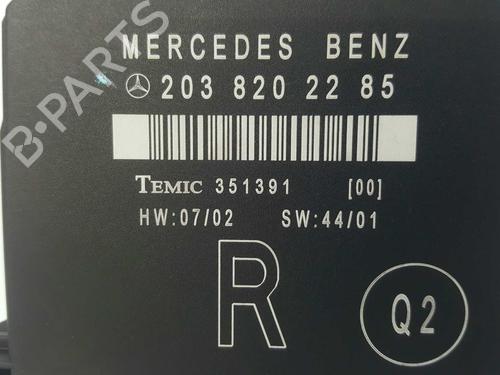 MERCEDES BENZ
203 820 22 85
TEMIC 351391 [00]
HW:07/02 SW:44/01
R
Q2
B-PARTS